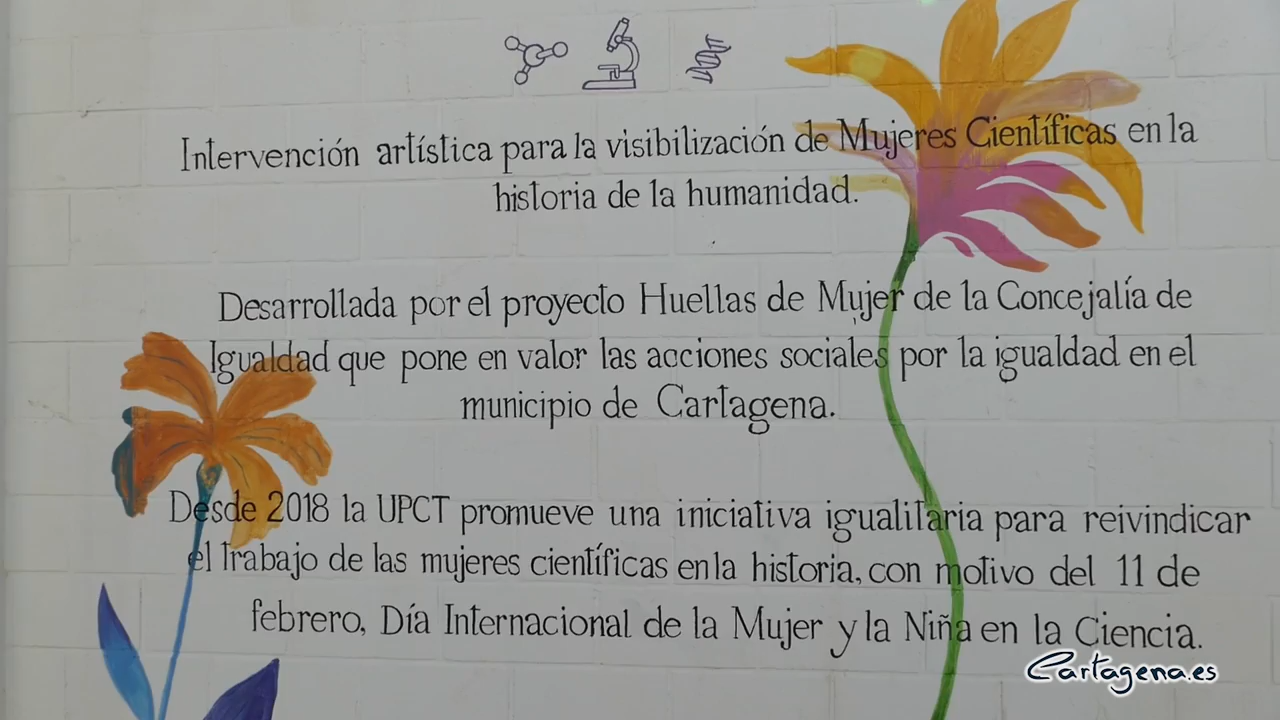 Intervención artística para la visibilización de Mujeres Científicas en la
historia de la humanidad.
Desarrollada por el proyecto Huellas de Mujer de la Concejalía de
Igualdad que pone en valor las acciones sociales por la igualdad en el
municipio de Cartagena.
Desde 2018 la UPCT promueve una iniciativa igualitaria para reivindicar
el trabajo de las mujeres científicas en la historia, con motivo del 11 de
febrero, Día Internacional de la Mujer y la Niña en la Ciencia.
Cartagena.es